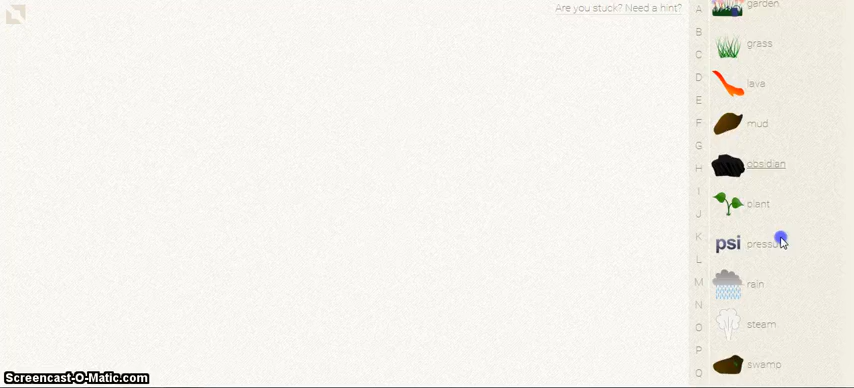 Are you stuck? Need a hint?
A
B
C
D
E
F
G
H
I
J
K
L
M
N
O
P
Q
garden
grass
lava
mud
obsidian
plant
psi
rain
steam
swamp
Screencast-O-Matic.com